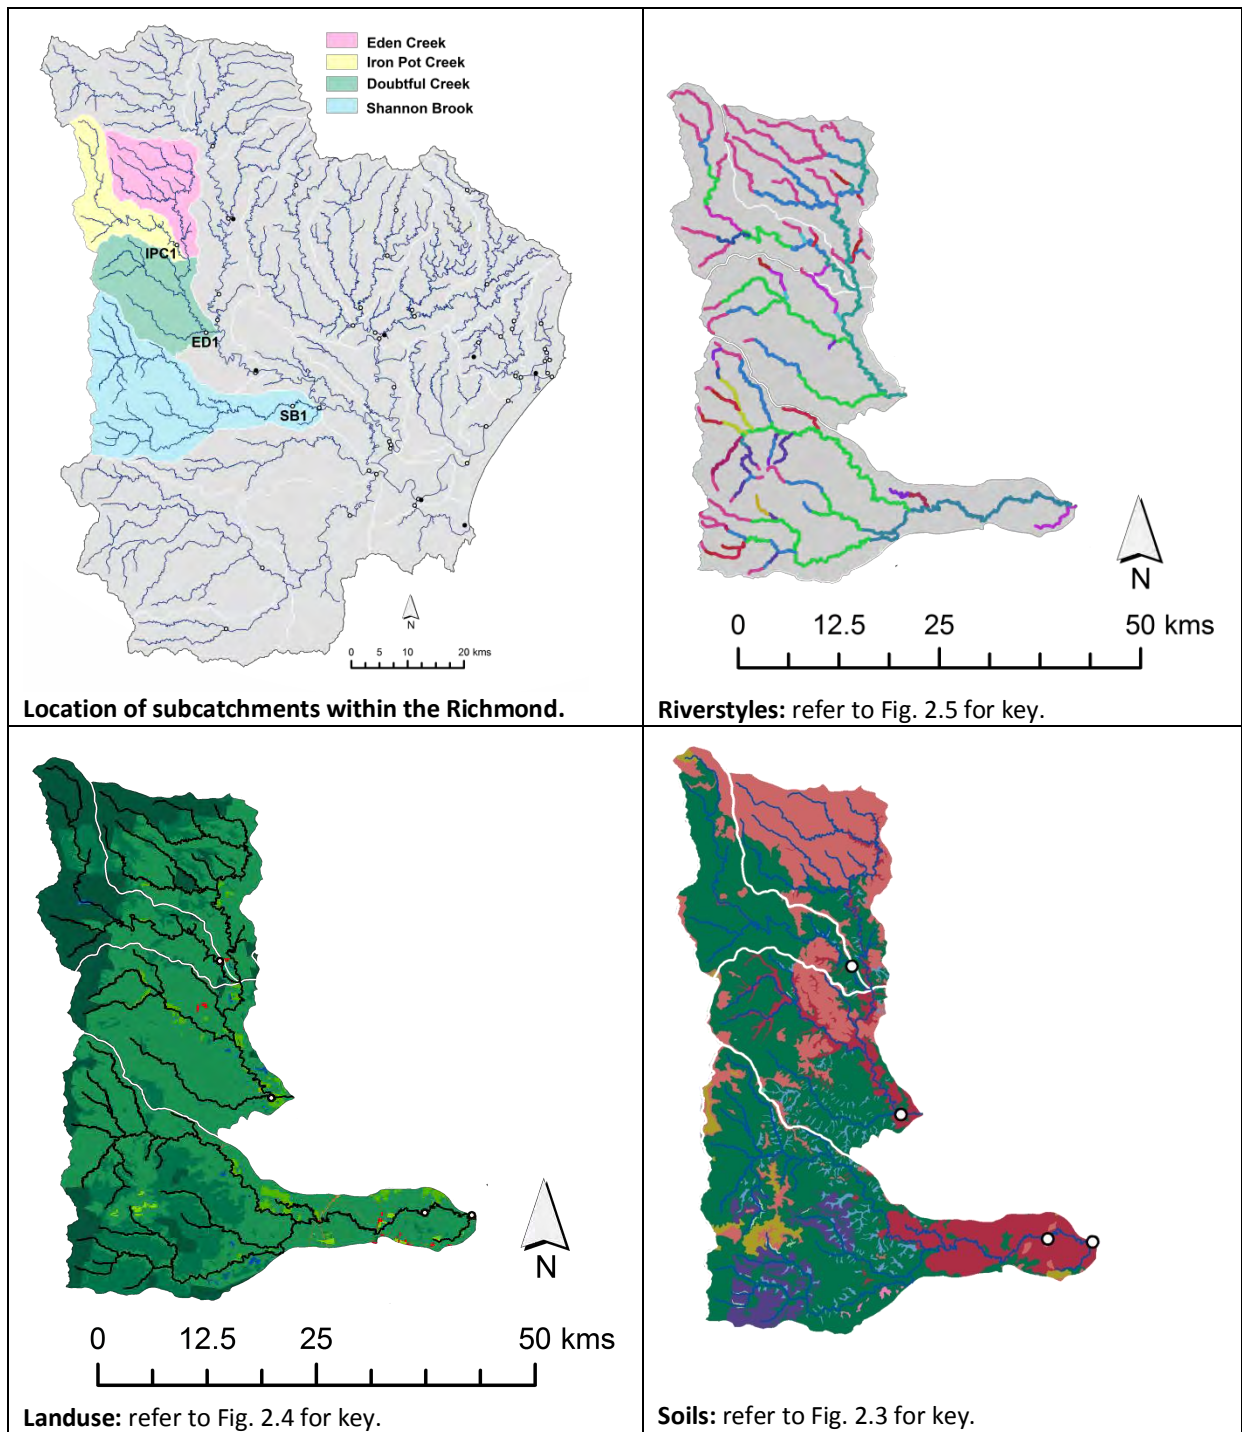 Eden Creek
Iron Pot Creek
Doubtful Creek
Shannon Brook
IPC1
ED1
SB1
N
0 5 10 20 kms
Location of subcatchments within the Richmond.
N
0 12.5 25 50 kms
Riverstyles: refer to Fig. 2.5 for key.
N
0 12.5 25 50 kms
Landuse: refer to Fig. 2.4 for key.
Soils: refer to Fig. 2.3 for key.